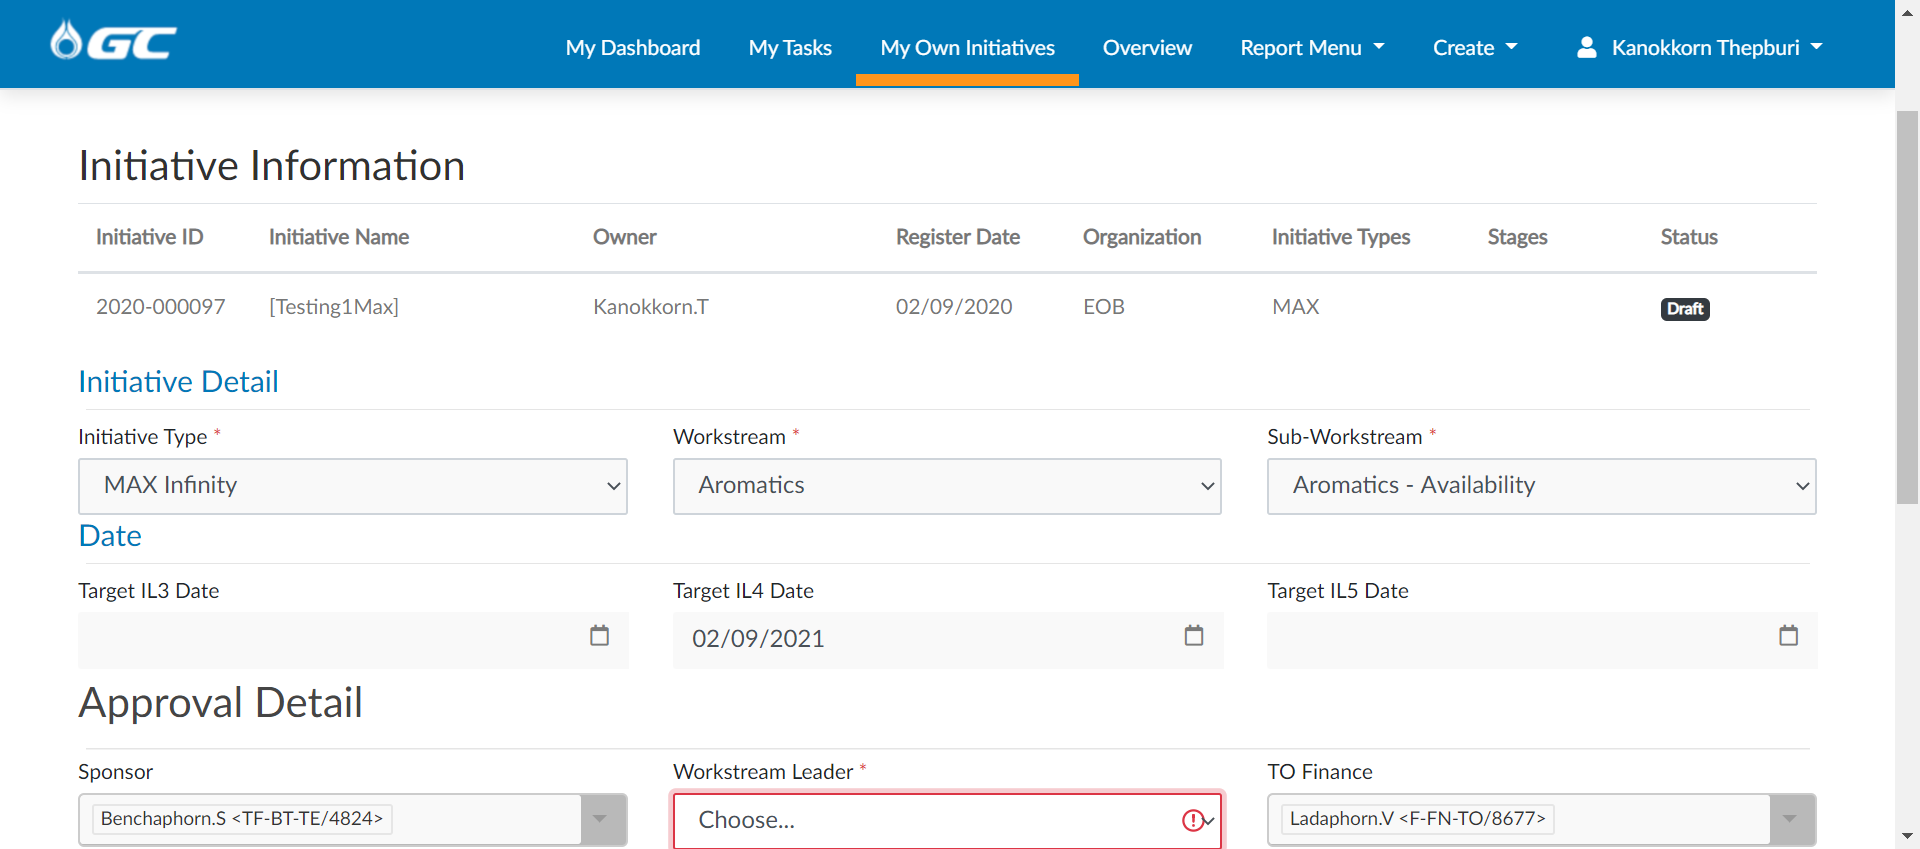 GC My Dashboard My Tasks My Own Initiatives Overview Report Menu Create Kanokkorn Thepburi
Initiative Information
Initiative ID Initiative Name Owner Register Date Organization Initiative Types Stages Status
2020-000097 [Testing1Max] Kanokkorn.T 02/09/2020 EOB MAX Draft
Initiative Detail
Initiative Type * Workstream * Sub-Workstream *
MAX Infinity Aromatics Aromatics - Availability
Date
Target IL3 Date Target IL4 Date Target IL5 Date
02/09/2021
Approval Detail
Sponsor Workstream Leader * TO Finance
Benchaphorn.S <TF-BT-TE/4824> Choose... Ladaphorn.V <F-FN-TO/8677>